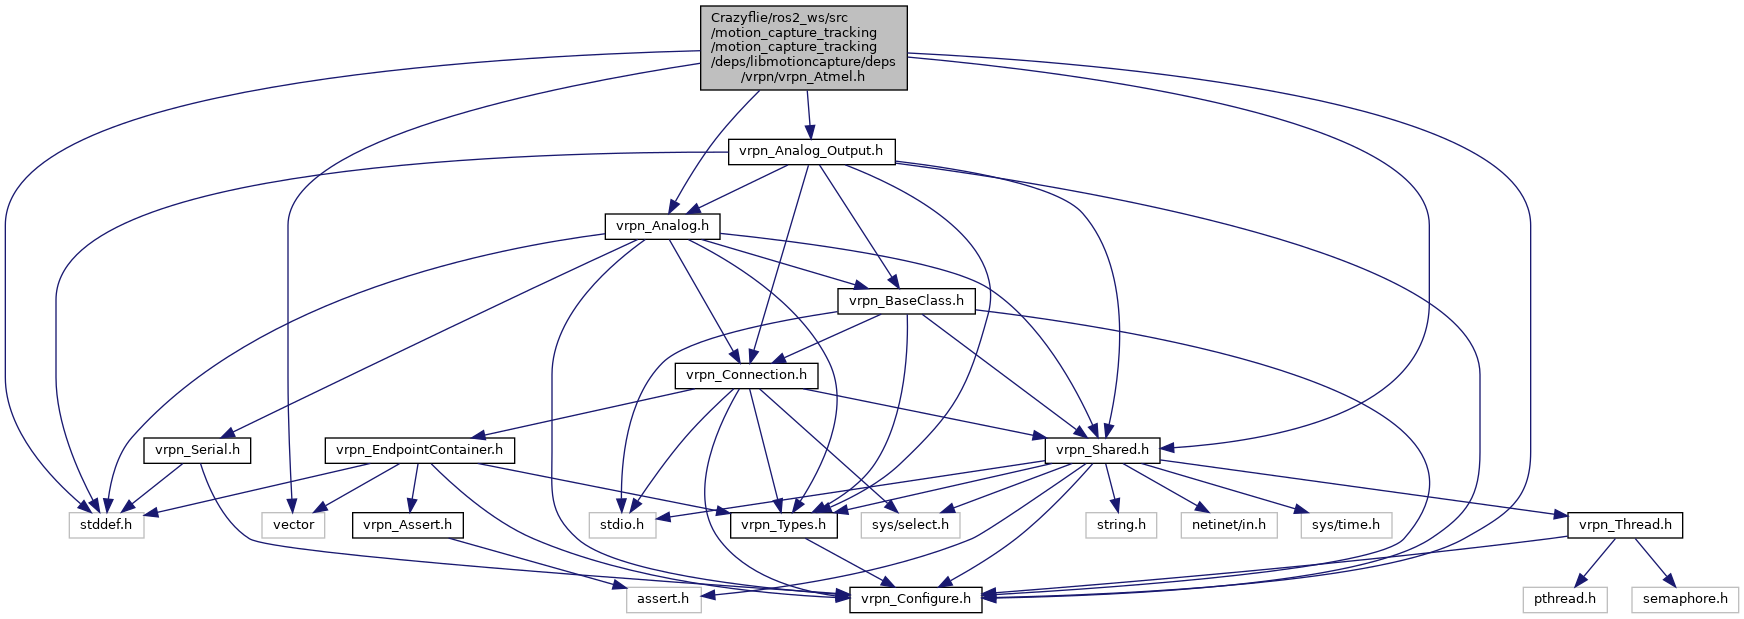 Crazyflie/ros2_ws/src
/motion_capture_tracking
/motion_capture_tracking
/deps/libmotioncapture/deps
/vrpn/vrpn_Atmel.h
vrpn_Analog_Output.h
vrpn_Analog.h
vrpn_BaseClass.h
vrpn_Connection.h
vrpn_Serial.h
vrpn_EndpointContainer.h
vrpn_Shared.h
stddef.h
vector
vrpn_Assert.h
stdio.h
vrpn_Types.h
sys/select.h
string.h
netinet/in.h
sys/time.h
vrpn_Thread.h
assert.h
vrpn_Configure.h
pthread.h
semaphore.h